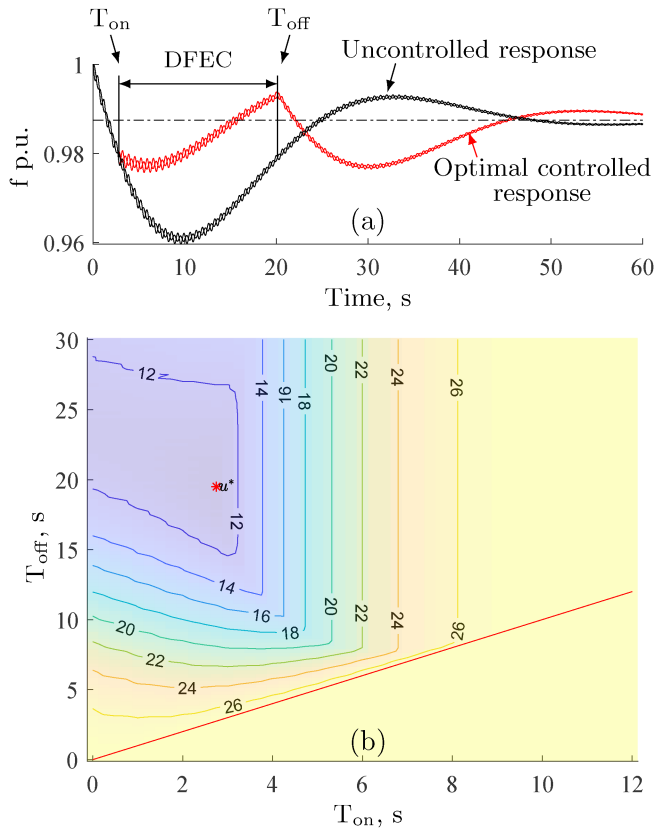 T_on T_off
DFEC
Uncontrolled response
Optimal controlled
response
f p.u.
1
0.98
0.96
(a)
0 10 20 30 40 50 60
Time, s
T_off, s
30
25
20
15
10
5
0
12
14
16
18
20
22
24
26
u*
12
14
16
18
20
22
24
26
20
22
24
26
(b)
0 2 4 6 8 10 12
T_on, s